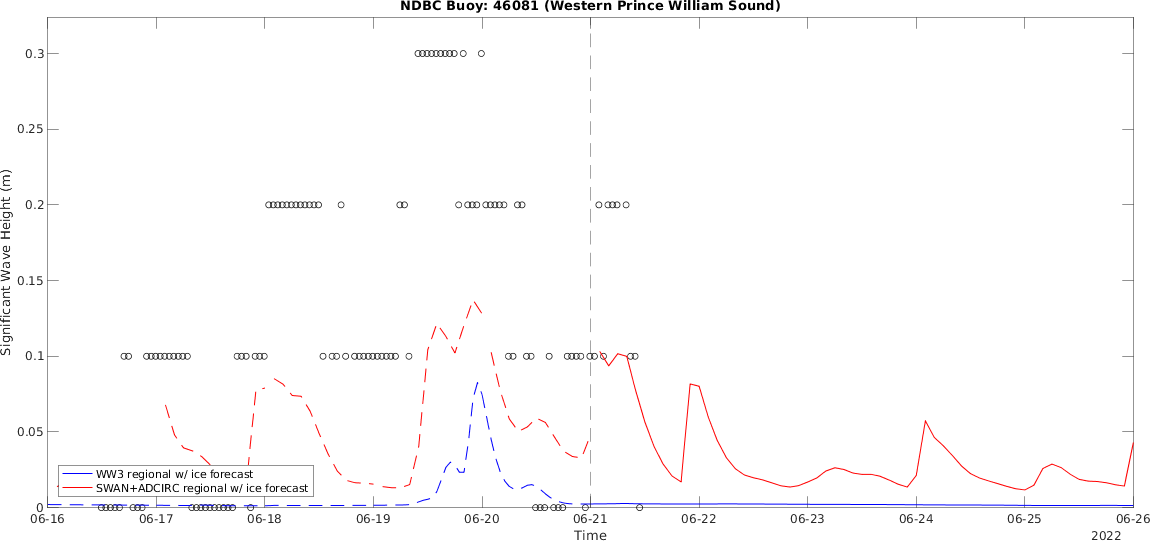 NDBC Buoy: 46081 (Western Prince William Sound)
Significant Wave Height (m)
0.3
0.25
0.2
0.15
0.1
0.05
0
WW3 regional w/ ice forecast
SWAN+ADCIRC regional w/ ice forecast
06-16 06-17 06-18 06-19 06-20 06-21 06-22 06-23 06-24 06-25 06-26
Time
2022